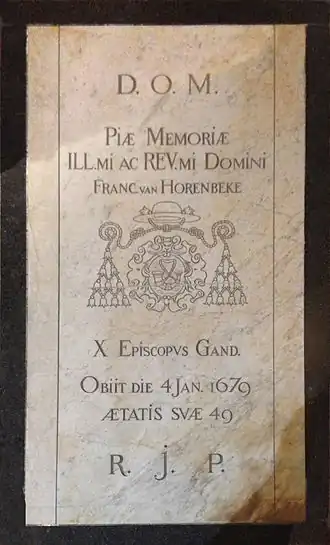 D. O. M.
PIÆ MEMORIÆ
ILL.MI AC REV.MI DOMINI
FRANC. VAN HORENBEKE
X EPISCOPVS GAND.
OBIIT DIE 4 JAN. 1679
ÆTATIS SVÆ 49
R. J. P.